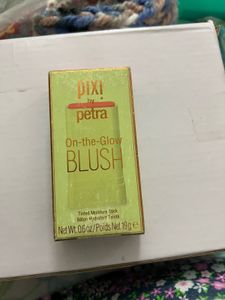 pixi
by
petra
On-the-Glow
BLUSH
Tinted Moisture Stick
Bâton Hydratant Teinté
Net Wt. 0.6 oz/Poids Net 19g e